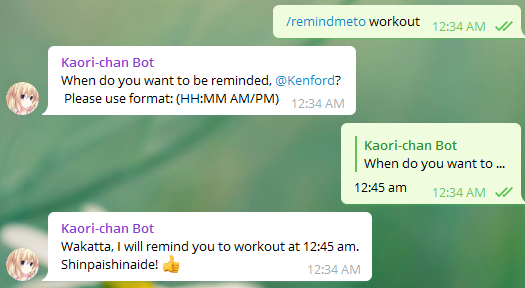 /remindmeto workout 12:34 AM
Kaori-chan Bot
When do you want to be reminded, @Kenford?
Please use format: (HH:MM AM/PM) 12:34 AM
Kaori-chan Bot
When do you want to ...
12:45 am 12:34 AM
Kaori-chan Bot
Wakatta, I will remind you to workout at 12:45 am.
Shinpaishinaide! 👍 12:34 AM